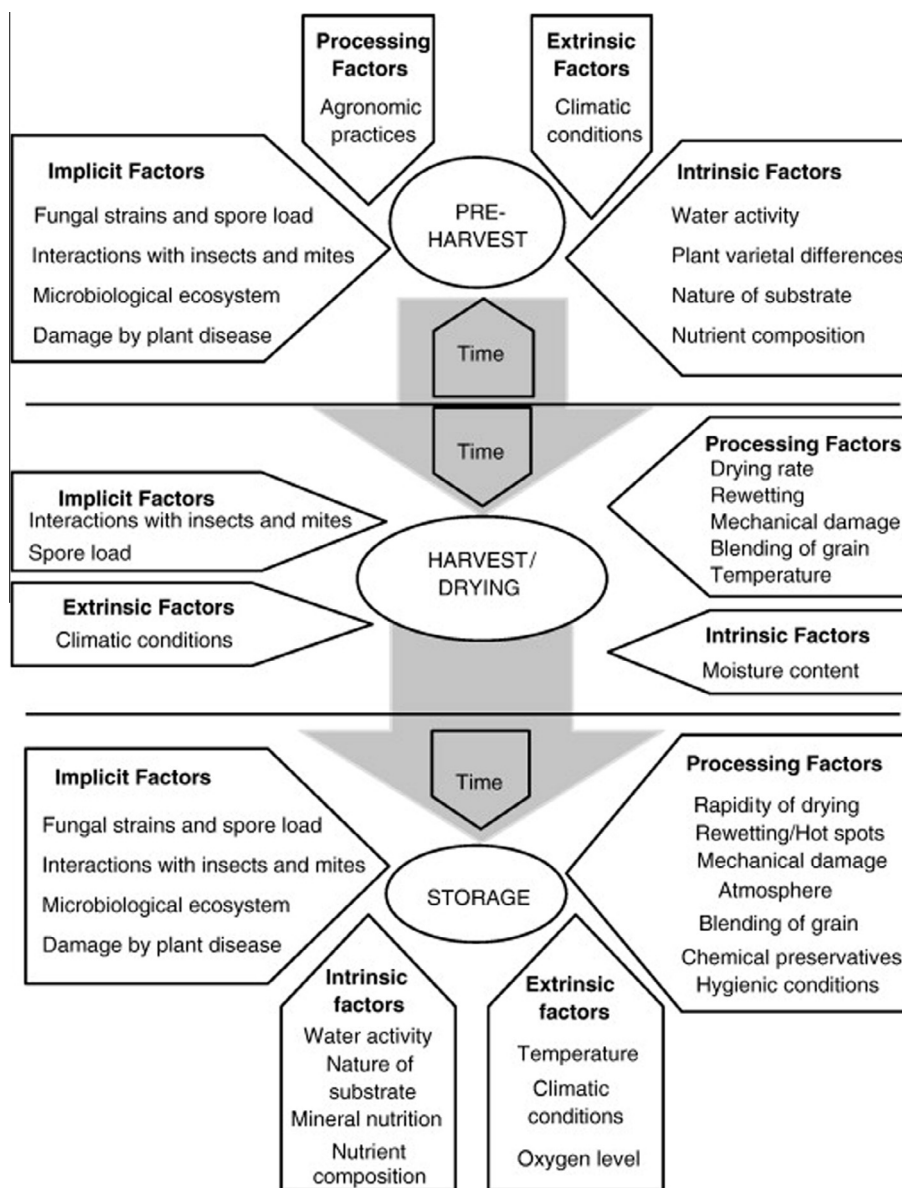 Processing
Factors
Agronomic
practices
Extrinsic
Factors
Climatic
conditions
Implicit Factors
Fungal strains and spore load
Interactions with insects and mites
Microbiological ecosystem
Damage by plant disease
PRE-
HARVEST
Intrinsic Factors
Water activity
Plant varietal differences
Nature of substrate
Nutrient composition
Time
Time
Implicit Factors
Interactions with insects and mites
Spore load
Extrinsic Factors
Climatic conditions
HARVEST/
DRYING
Processing Factors
Drying rate
Rewetting
Mechanical damage
Blending of grain
Temperature
Intrinsic Factors
Moisture content
Time
Implicit Factors
Fungal strains and spore load
Interactions with insects and mites
Microbiological ecosystem
Damage by plant disease
STORAGE
Processing Factors
Rapidity of drying
Rewetting/Hot spots
Mechanical damage
Atmosphere
Blending of grain
Chemical preservatives
Hygienic conditions
Intrinsic
factors
Water activity
Nature of
substrate
Mineral nutrition
Nutrient
composition
Extrinsic
factors
Temperature
Climatic
conditions
Oxygen level